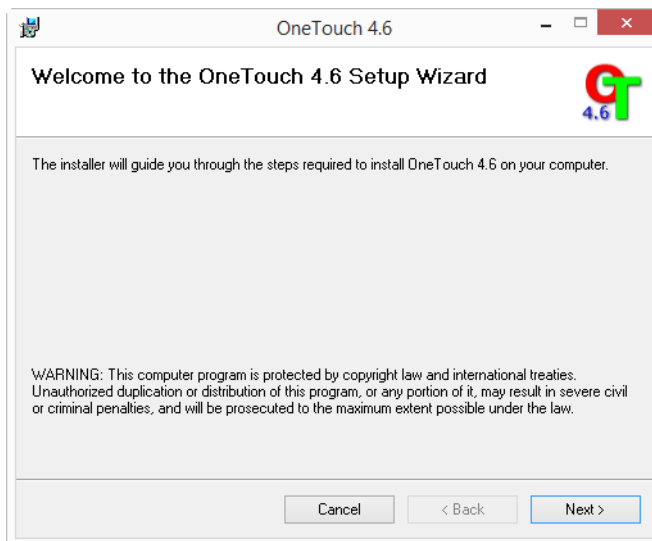 OneTouch 4.6
Welcome to the OneTouch 4.6 Setup Wizard
OT
4.6
The installer will guide you through the steps required to install OneTouch 4.6 on your computer.
WARNING: This computer program is protected by copyright law and international treaties.
Unauthorized duplication or distribution of this program, or any portion of it, may result in severe civil
or criminal penalties, and will be prosecuted to the maximum extent possible under the law.
Cancel
< Back
Next >